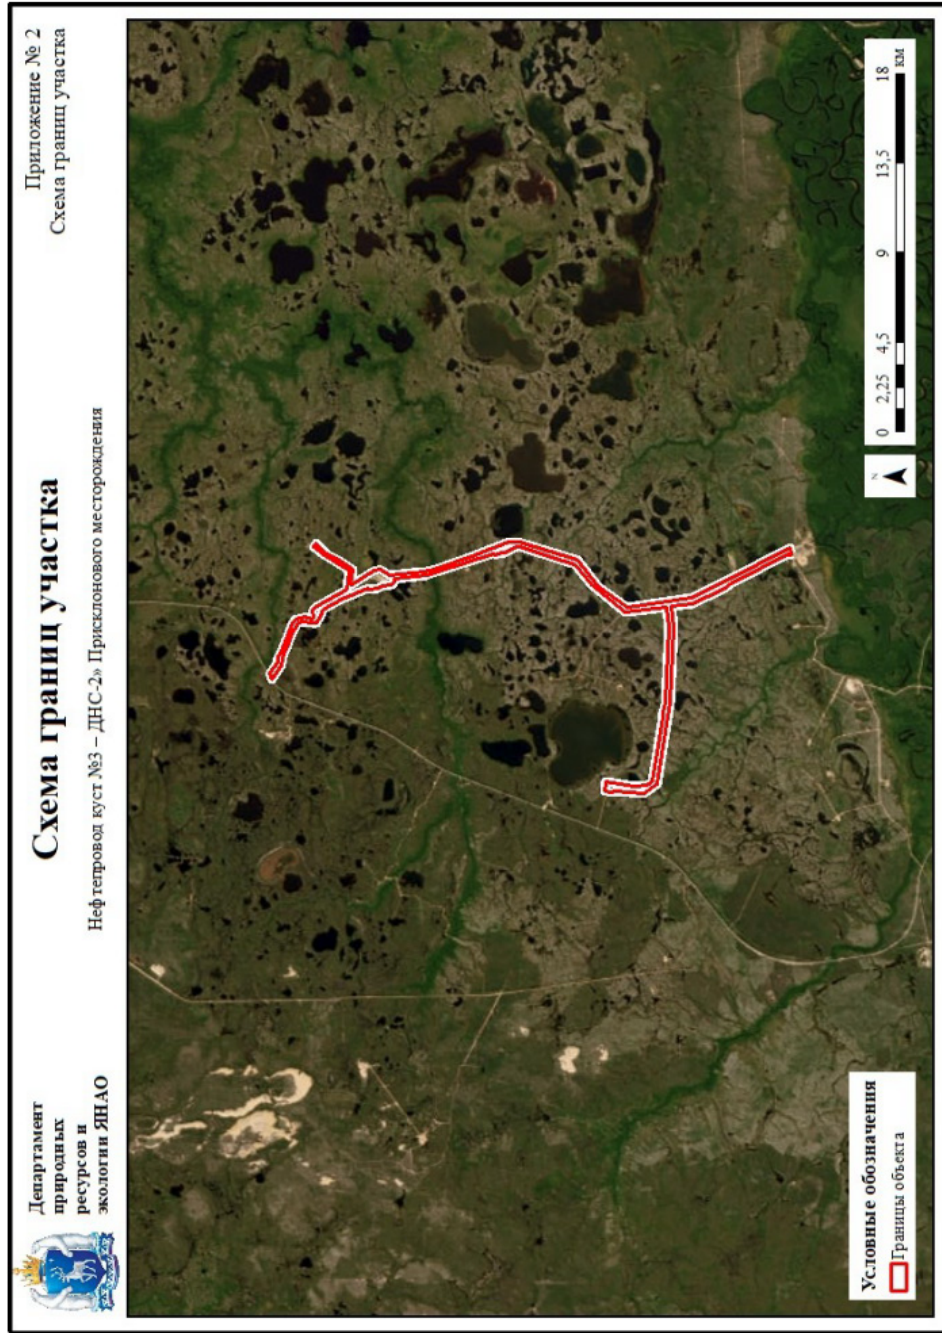 Департамент
природных
ресурсов и
экологии ЯНАО
Схема границ участка
Нефтепровод куст №3 – ДНС-2» Присклонового месторождения
Приложение № 2
Схема границ участка
Условные обозначения
Границы объекта
N
0 2,25 4,5 9 13,5 18 км